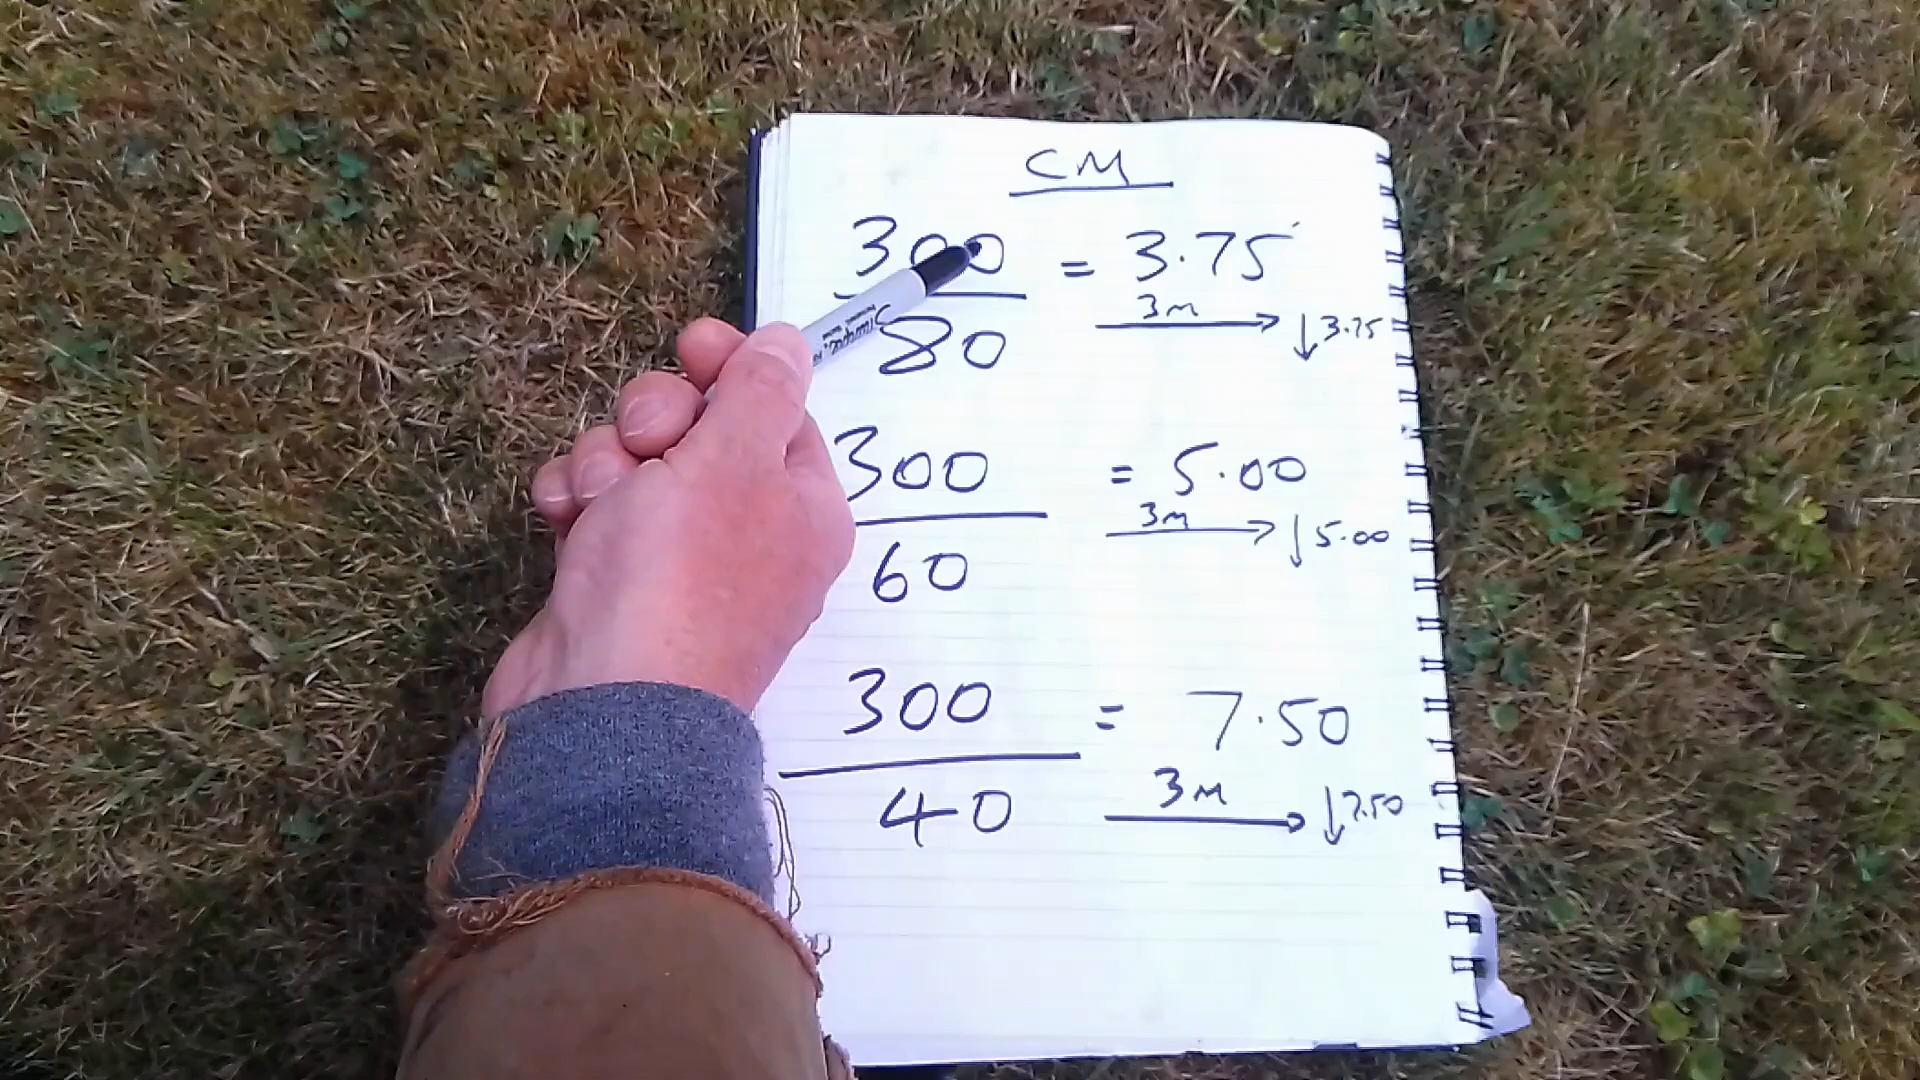 CM
300 = 3.75
3M ↓3.75
80
300 = 5.00
3M ↓5.00
60
300 = 7.50
3M ↓7.50
40
Sharpie